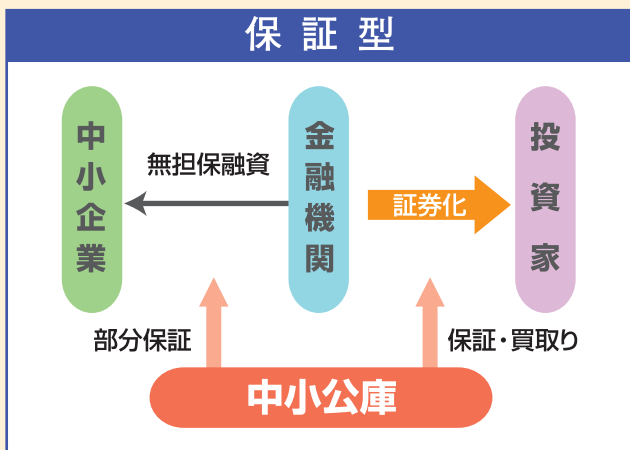 保証型
中小企業
無担保融資
金融機関
証券化
投資家
部分保証
保証・買取り
中小公庫